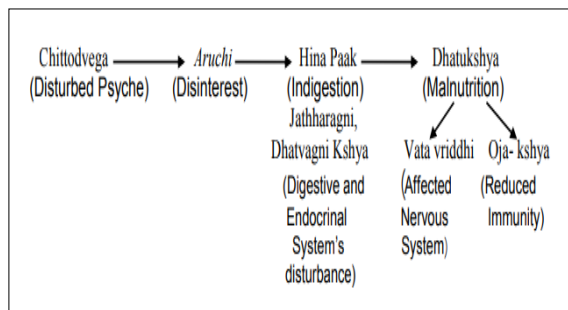 Chittodvega Aruchi Hina Paak Dhatukshya
(Disturbed Psyche) (Disinterest) (Indigestion) (Malnutrition)
Jathharagni,
Dhatvagni Kshya Vata vriddhi Oja- kshya
(Digestive and (Affected (Reduced
Endocrinal Nervous Immunity)
System's System)
disturbance)